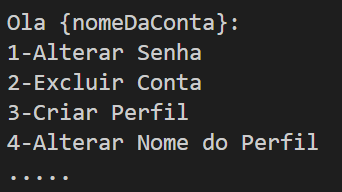 Ola {nomeDaConta}:
1-Alterar Senha
2-Excluir Conta
3-Criar Perfil
4-Alterar Nome do Perfil
.....